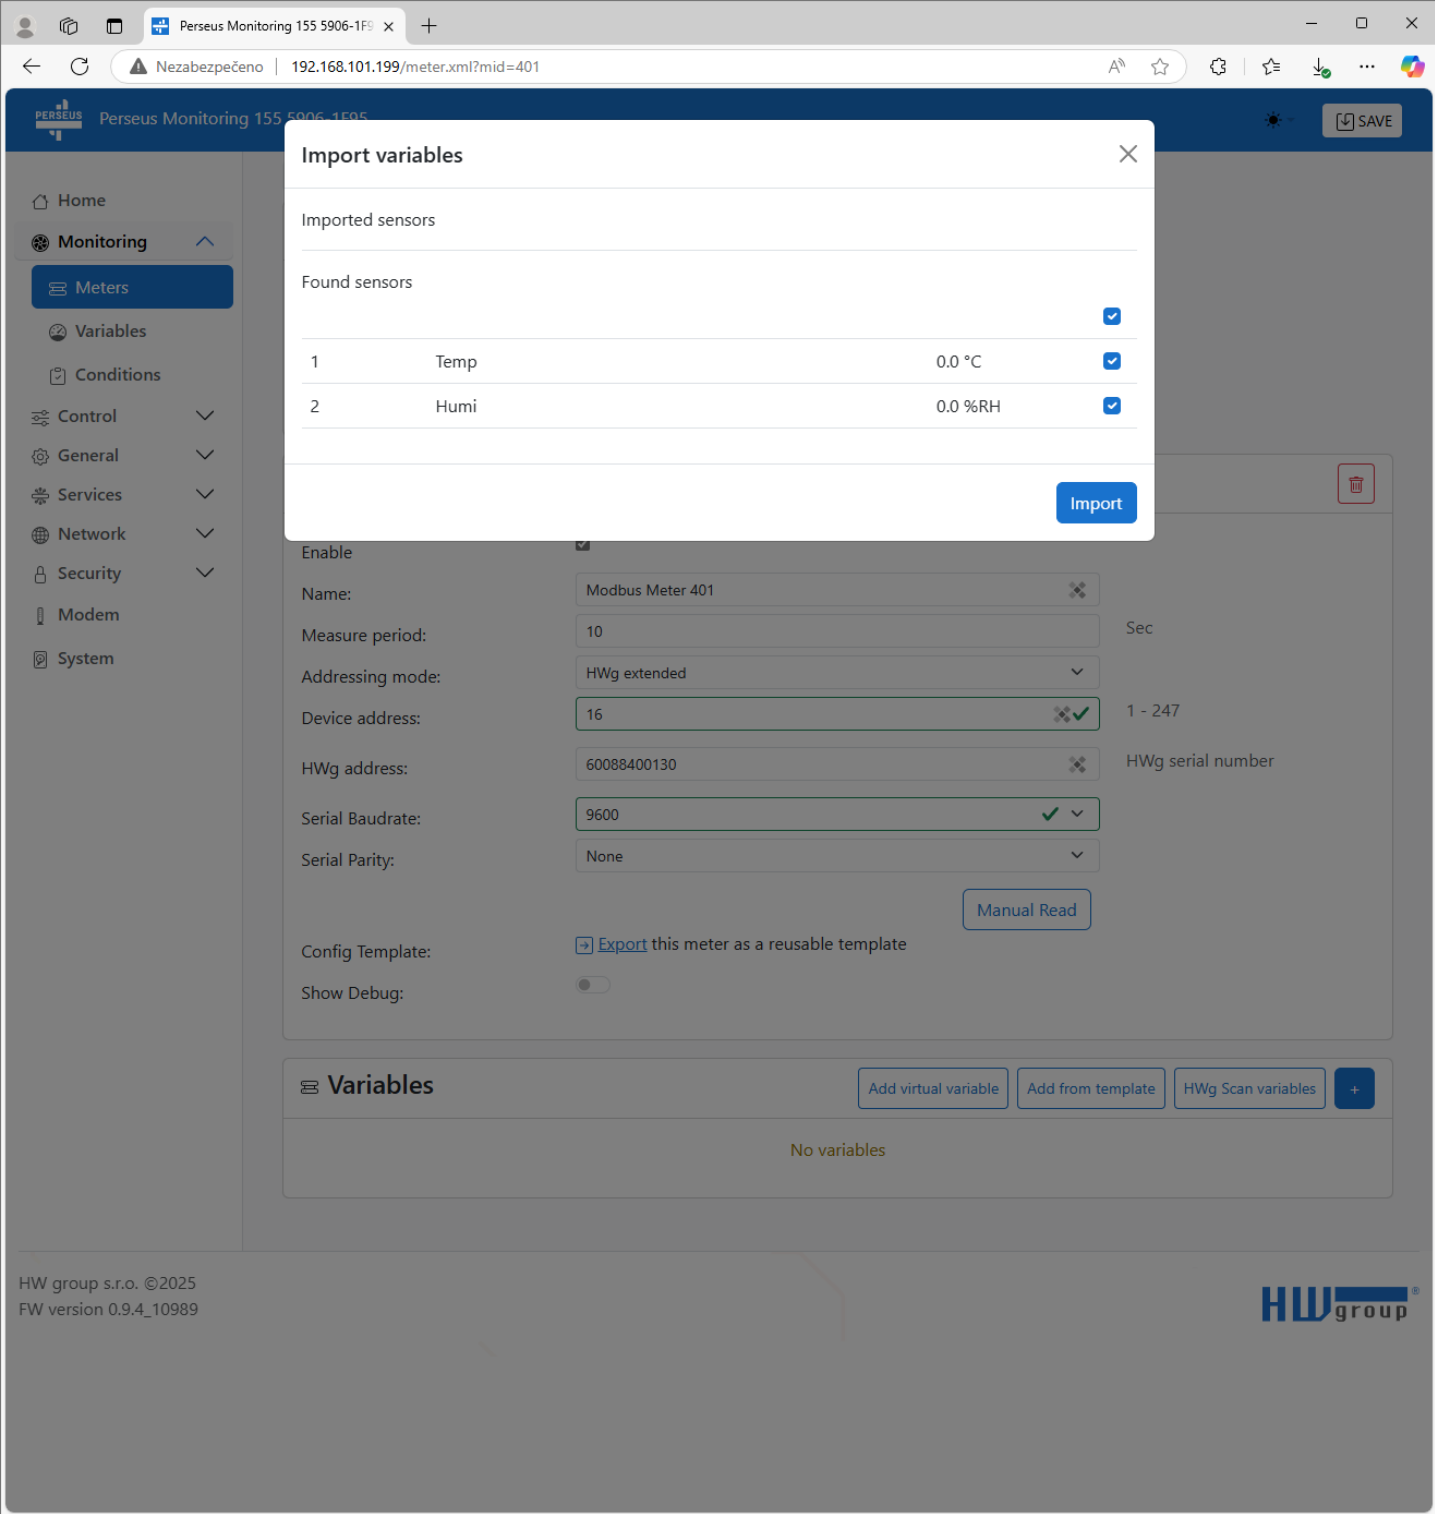 Perseus Monitoring 155 5906-1F9
Nezabezpečeno
192.168.101.199/meter.xml?mid=401
PERSEUS
Perseus Monitoring 155 5906-1F95
SAVE
Import variables
Imported sensors
Found sensors
1 Temp 0.0 °C
2 Humi 0.0 %RH
Import
Home
Monitoring
Meters
Variables
Conditions
Control
General
Services
Network
Security
Modem
System
Enable
Name: Modbus Meter 401
Measure period: 10 Sec
Addressing mode: HWg extended
Device address: 16 1 - 247
HWg address: 60088400130 HWg serial number
Serial Baudrate: 9600
Serial Parity: None
Manual Read
Config Template: Export this meter as a reusable template
Show Debug:
Variables
Add virtual variable
Add from template
HWg Scan variables
+
No variables
HW group s.r.o. ©2025
FW version 0.9.4_10989
HW group ®